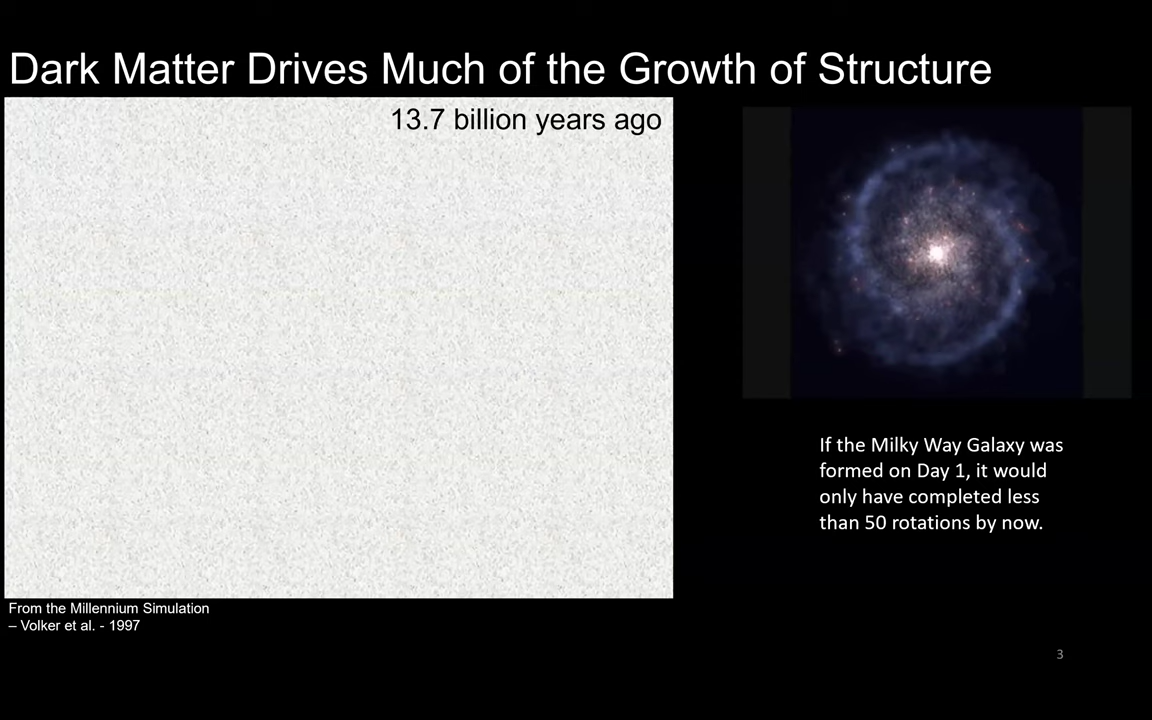 Dark Matter Drives Much of the Growth of Structure
13.7 billion years ago
If the Milky Way Galaxy was
formed on Day 1, it would
only have completed less
than 50 rotations by now.
From the Millennium Simulation
– Volker et al. - 1997
3